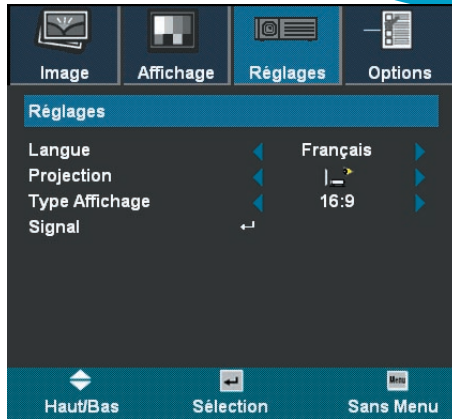 Image Affichage Réglages Options
Réglages
Langue Français
Projection
Type Affichage 16:9
Signal
Menu
Haut/Bas Sélection Sans Menu